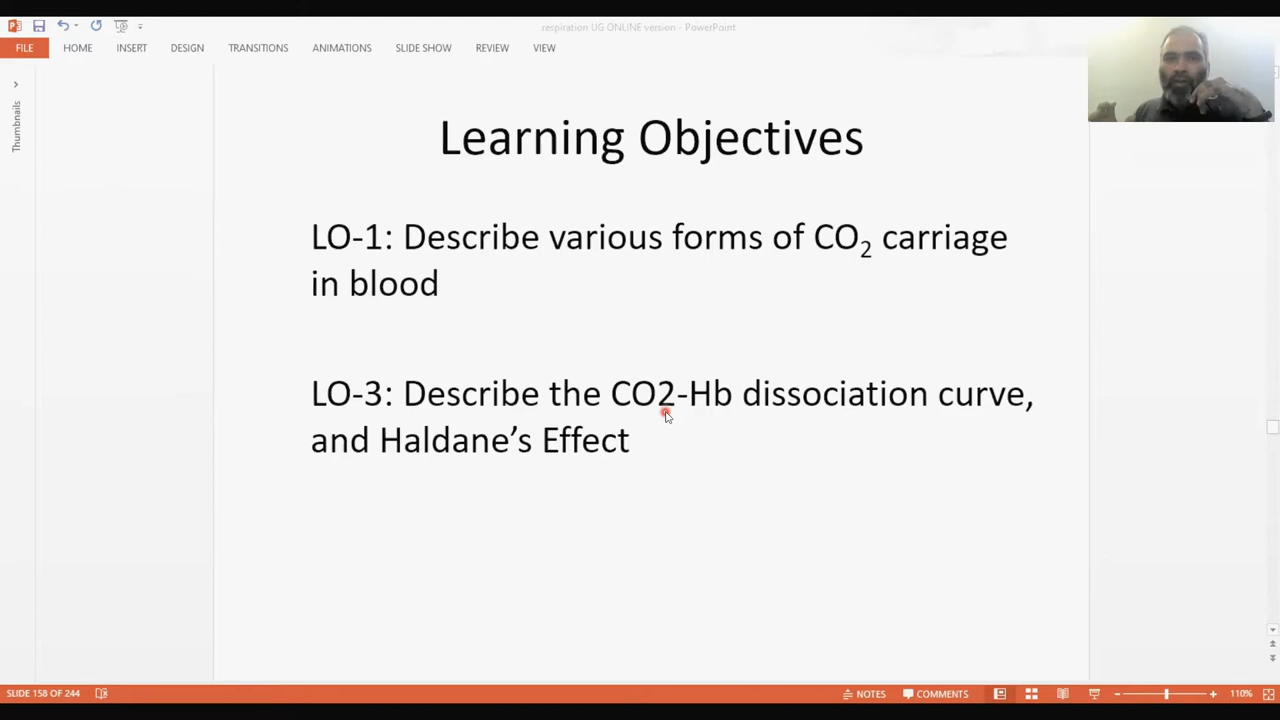 respiration UG ONLINE version - PowerPoint
FILE HOME INSERT DESIGN TRANSITIONS ANIMATIONS SLIDE SHOW REVIEW VIEW
Thumbnails
Learning Objectives
LO-1: Describe various forms of CO₂ carriage
in blood
LO-3: Describe the CO2-Hb dissociation curve,
and Haldane’s Effect
SLIDE 158 OF 244 NOTES COMMENTS 110%